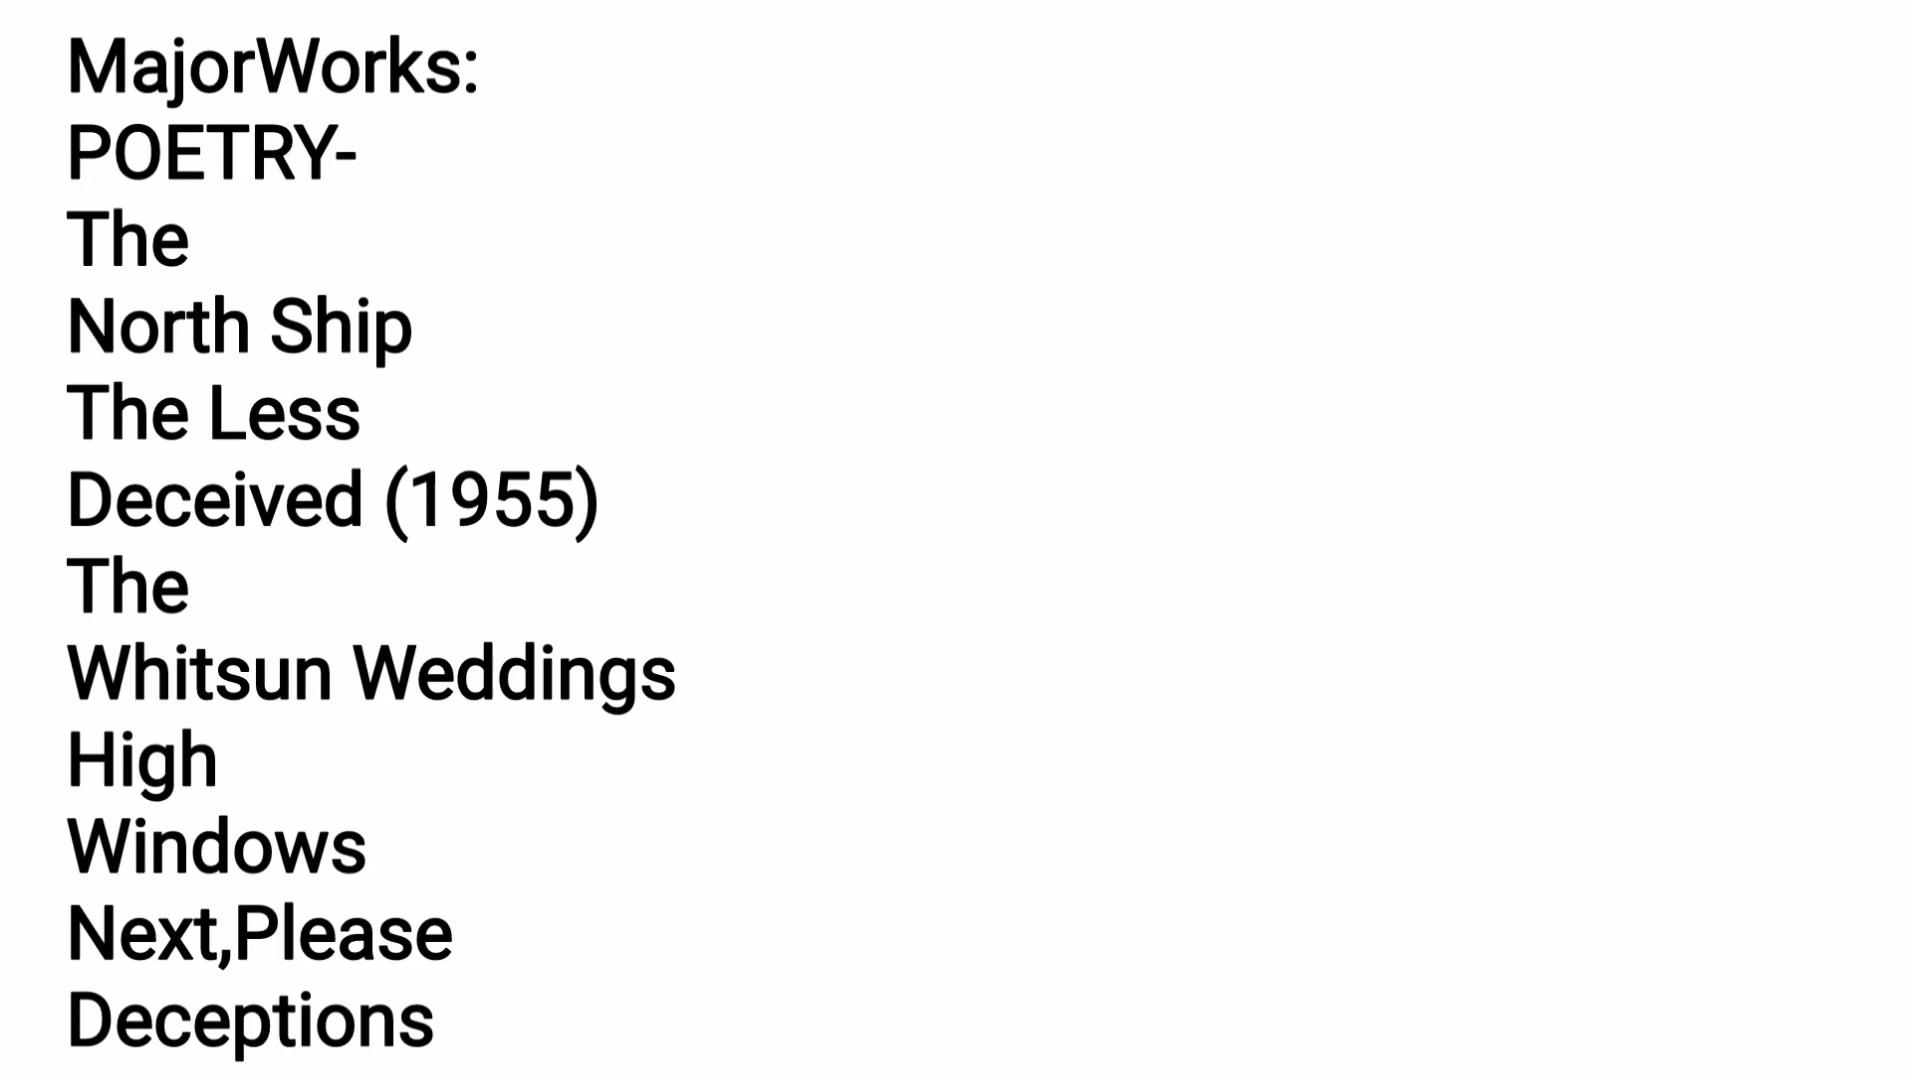 MajorWorks:
POETRY-
The
North Ship
The Less
Deceived (1955)
The
Whitsun Weddings
High
Windows
Next,Please
Deceptions